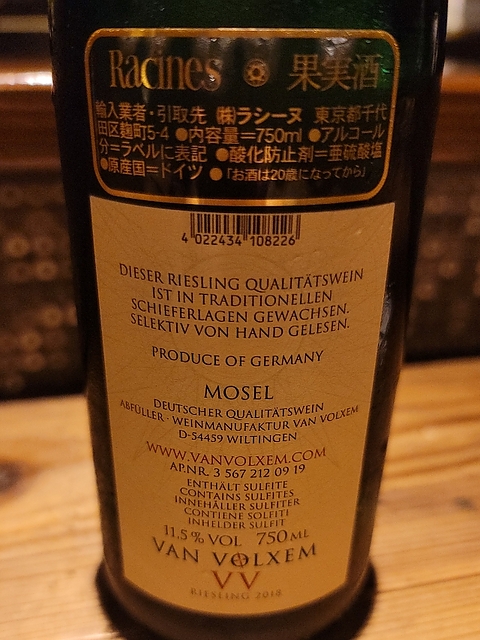 Racines 果実酒
輸入業者・引取先 ㈱ラシーヌ 東京都千代
田区麹町5-4 ●内容量=750ml ●アルコール
分=ラベルに表記 ●酸化防止剤=亜硫酸塩
●原産国=ドイツ ●「お酒は20歳になってから」
4 022434 108226
DIESER RIESLING QUALITÄTSWEIN
IST IN TRADITIONELLEN
SCHIEFERLAGEN GEWACHSEN.
SELEKTIV VON HAND GELESEN.
PRODUCE OF GERMANY
MOSEL
DEUTSCHER QUALITÄTSWEIN
ABFÜLLER · WEINMANUFAKTUR VAN VOLXEM
D-54459 WILTINGEN
WWW.VANVOLXEM.COM
AP.NR. 3 567 212 09 19
ENTHÄLT SULFITE
CONTAINS SULFITES
INNEHÅLLER SULFITER
CONTIENE SOLFITI
INHELDER SULFIT
11.5% VOL 750 ML
VAN VOLXEM
VV
RIESLING 2018